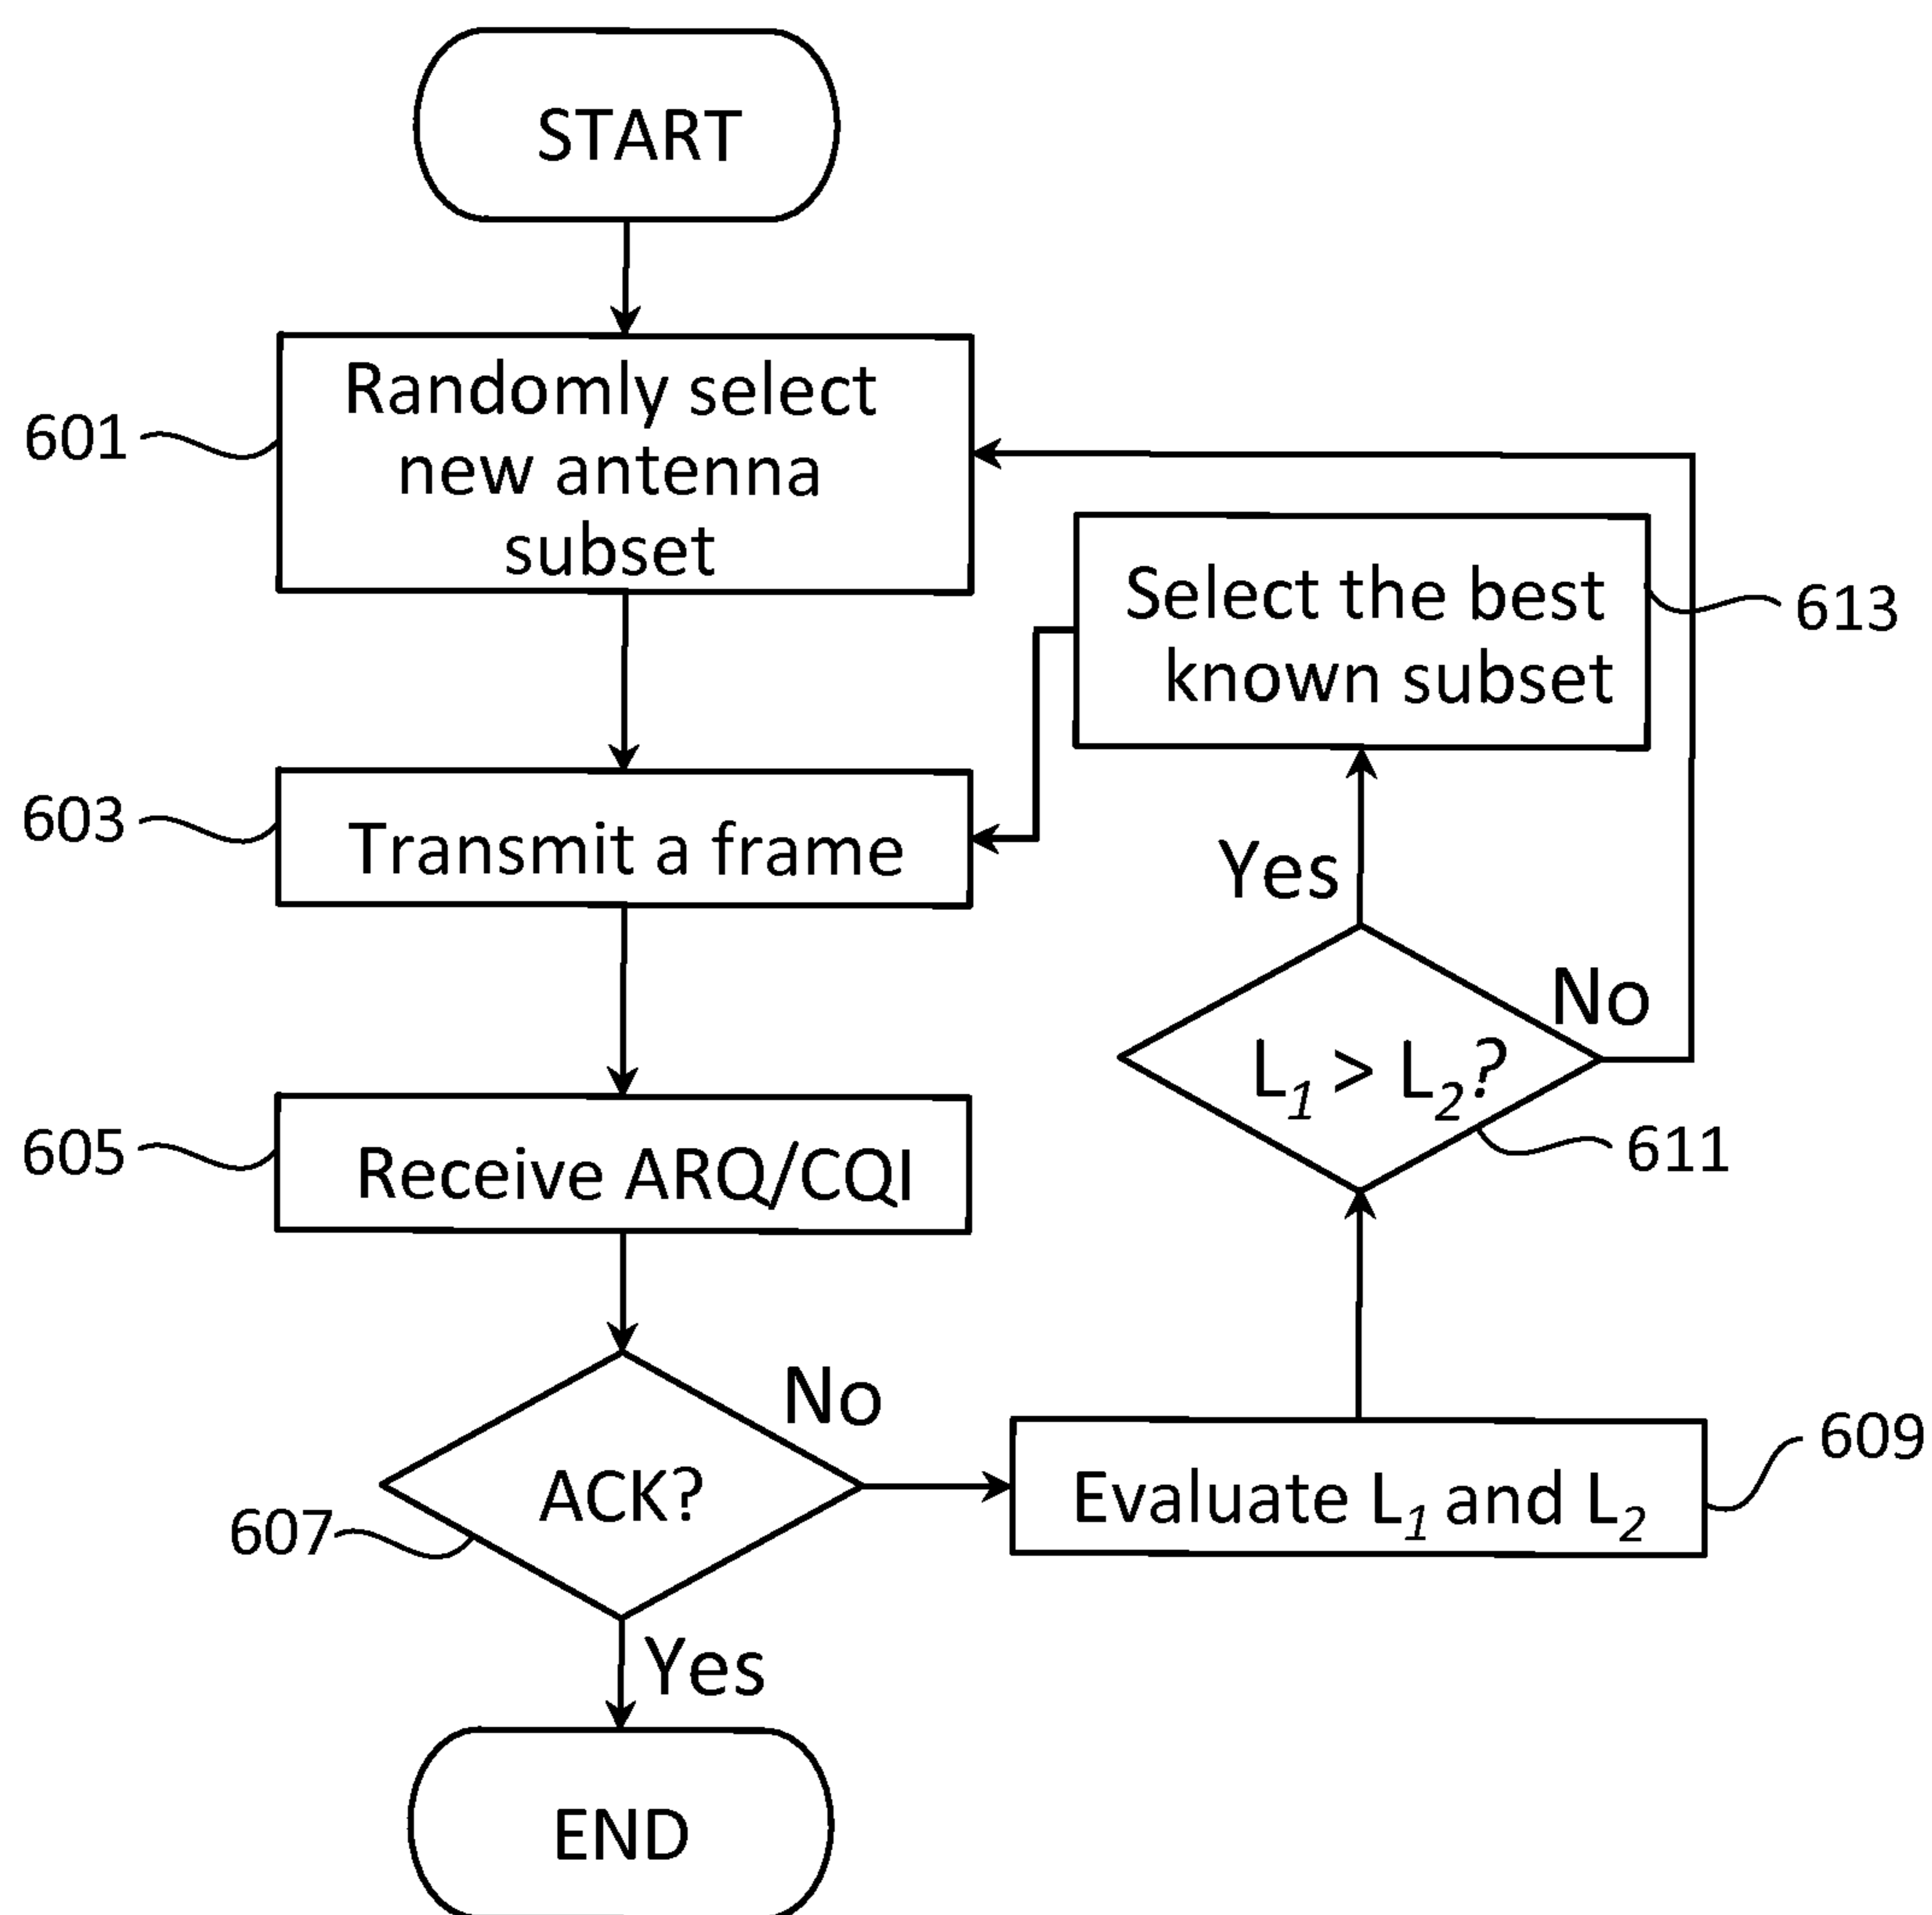 START
601
Randomly select
new antenna
subset
Select the best
known subset
613
603
Transmit a frame
Yes
No
L1 > L2?
611
605
Receive ARQ/CQI
No
ACK?
607
Evaluate L1 and L2
609
Yes
END